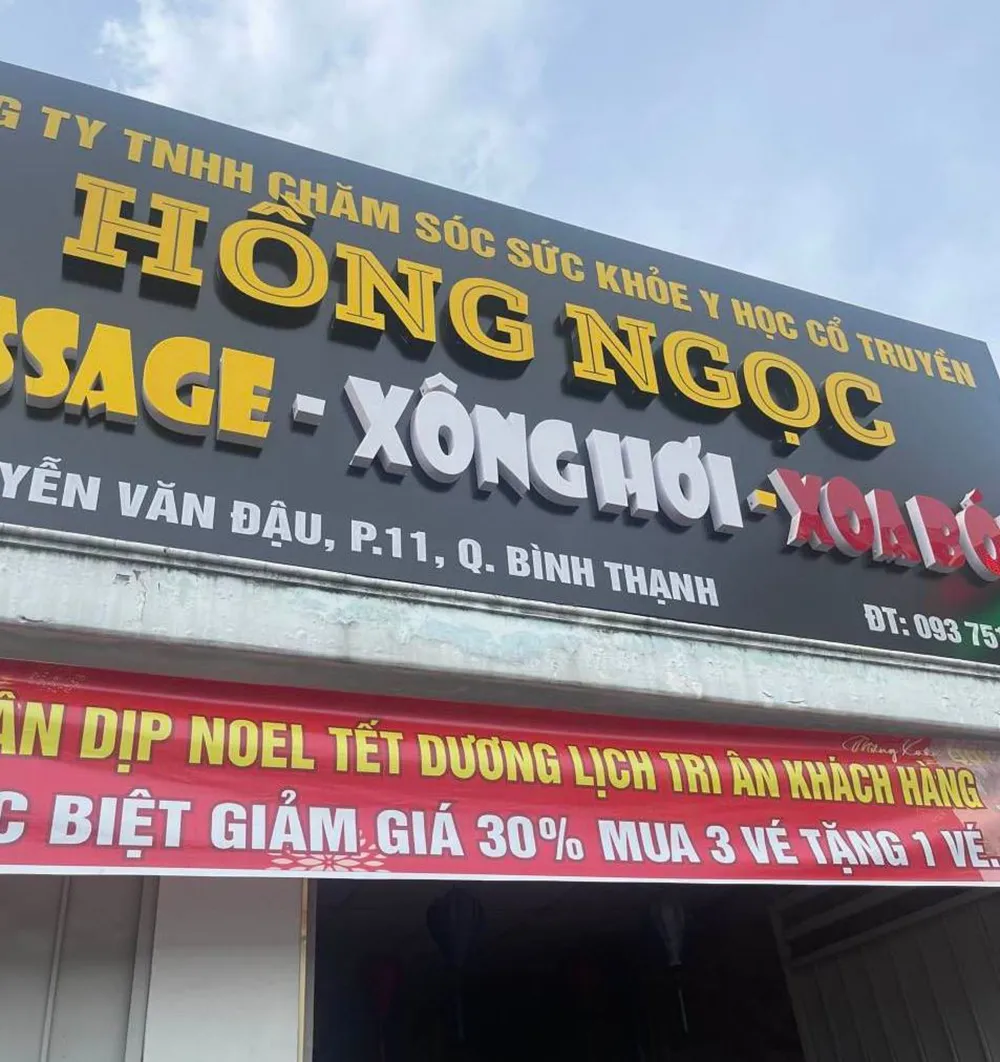 G TY TNHH CHĂM SÓC SỨC KHỎE Y HỌC CỔ TRUYỀN
HỒNG NGỌC
SSAGE - XÔNG HƠI - XOA BÓ
YỄN VĂN ĐẬU, P.11, Q. BÌNH THẠNH
ĐT: 093 751
ÂN DỊP NOEL TẾT DƯƠNG LỊCH TRI ÂN KHÁCH HÀNG
C BIỆT GIẢM GIÁ 30% MUA 3 VÉ TẶNG 1 VÉ..